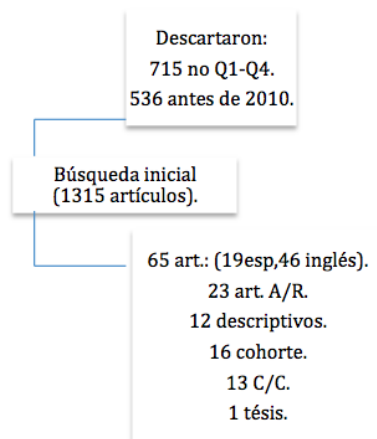 Descartaron:
715 no Q1-Q4.
536 antes de 2010.
Búsqueda inicial
(1315 artículos).
65 art.: (19esp,46 inglés).
23 art. A/R.
12 descriptivos.
16 cohorte.
13 C/C.
1 tésis.